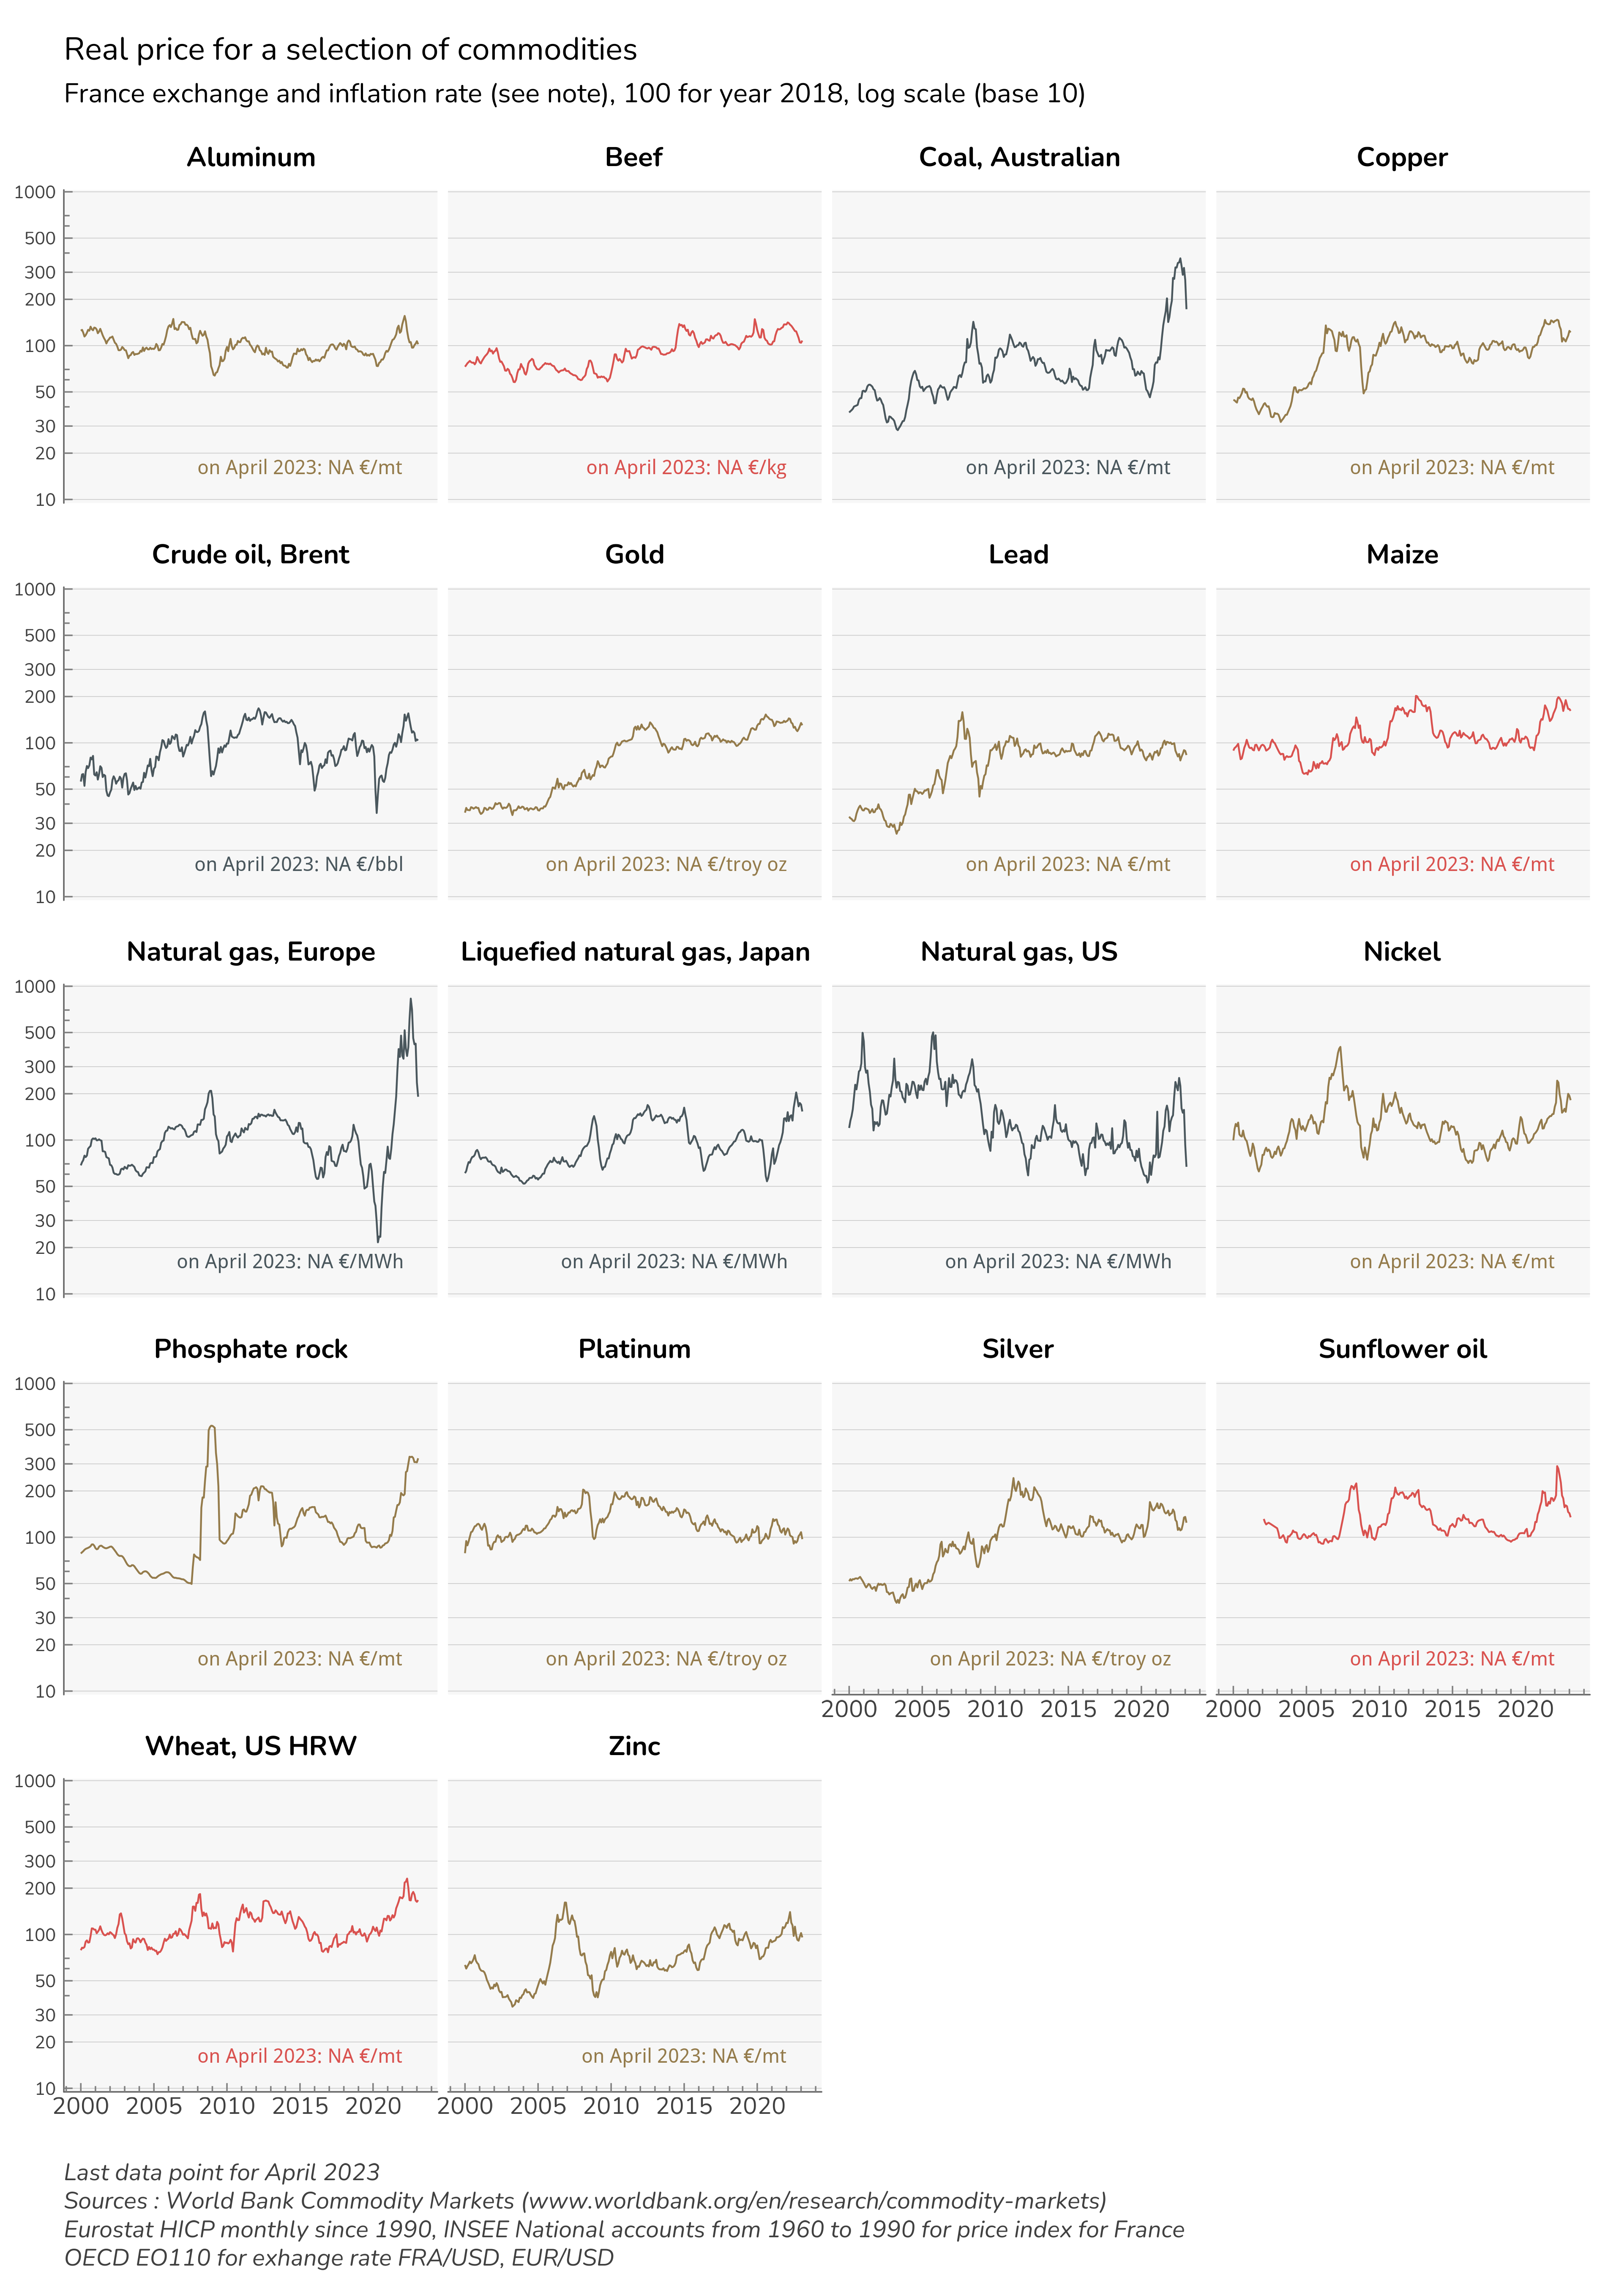 Real price for a selection of commodities
France exchange and inflation rate (see note), 100 for year 2018, log scale (base 10)
Aluminum Beef Coal, Australian Copper
1000
500
300
200
100
50
30
20
10
on April 2023: NA €/mt on April 2023: NA €/kg on April 2023: NA €/mt on April 2023: NA €/mt
Crude oil, Brent Gold Lead Maize
1000
500
300
200
100
50
30
20
10
on April 2023: NA €/bbl on April 2023: NA €/troy oz on April 2023: NA €/mt on April 2023: NA €/mt
Natural gas, Europe Liquefied natural gas, Japan Natural gas, US Nickel
1000
500
300
200
100
50
30
20
10
on April 2023: NA €/MWh on April 2023: NA €/MWh on April 2023: NA €/MWh on April 2023: NA €/mt
Phosphate rock Platinum Silver Sunflower oil
1000
500
300
200
100
50
30
20
10
on April 2023: NA €/mt on April 2023: NA €/troy oz on April 2023: NA €/troy oz on April 2023: NA €/mt
2000 2005 2010 2015 2020 2000 2005 2010 2015 2020
Wheat, US HRW Zinc
1000
500
300
200
100
50
30
20
10
on April 2023: NA €/mt on April 2023: NA €/mt
2000 2005 2010 2015 2020 2000 2005 2010 2015 2020
Last data point for April 2023
Sources : World Bank Commodity Markets (www.worldbank.org/en/research/commodity-markets)
Eurostat HICP monthly since 1990, INSEE National accounts from 1960 to 1990 for price index for France
OECD EO110 for exhange rate FRA/USD, EUR/USD